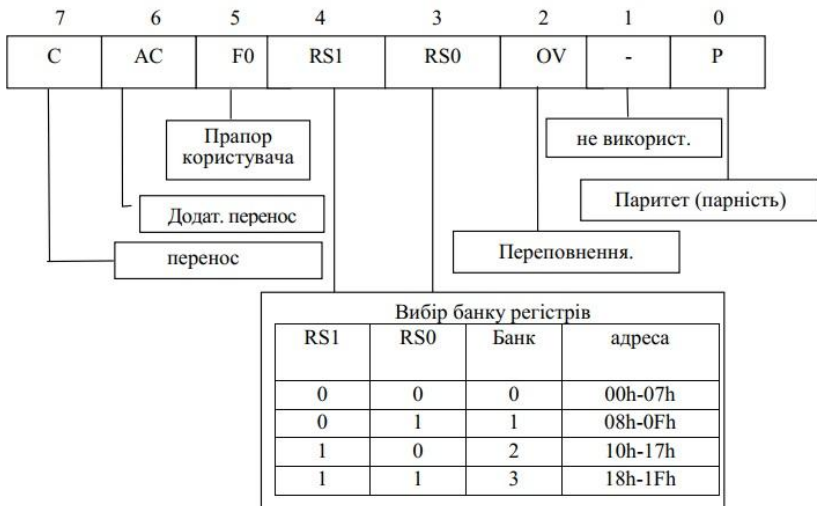 7 6 5 4 3 2 1 0
C AC F0 RS1 RS0 OV - P
Прапор
користувача
не використ.
Паритет (парність)
Додат. перенос
перенос
Переповнення.
Вибір банку регістрів
RS1 RS0 Банк адреса
0 0 0 00h-07h
0 1 1 08h-0Fh
1 0 2 10h-17h
1 1 3 18h-1Fh